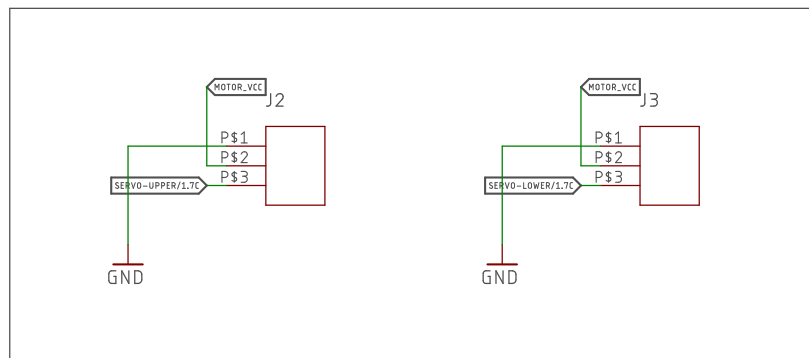 MOTOR_VCC
J2
P$1
P$2
P$3
SERVO-UPPER/1.7C
GND
MOTOR_VCC
J3
P$1
P$2
P$3
SERVO-LOWER/1.7C
GND